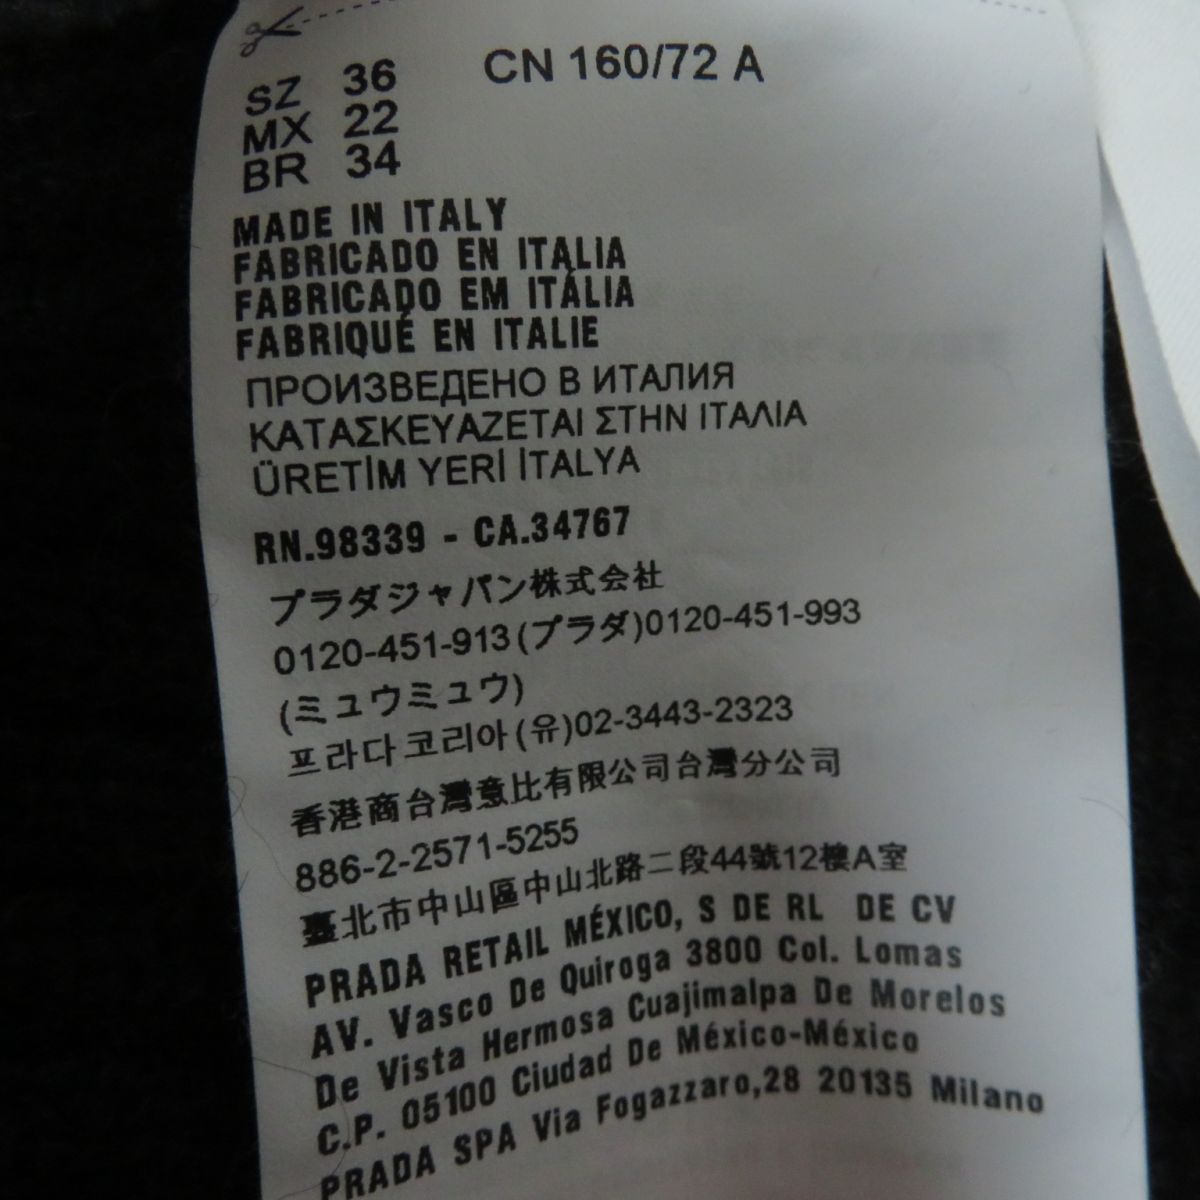 SZ 36 CN 160/72 A
MX 22
BR 34
MADE IN ITALY
FABRICADO EN ITALIA
FABRICADO EM ITÁLIA
FABRIQUÉ EN ITALIE
ПРОИЗВЕДЕНО В ИТАЛИЯ
ΚΑΤΑΣΚΕΥΑΖΕΤΑΙ ΣΤΗΝ ΙΤΑΛΙΑ
ÜRETİM YERİ İTALYA
RN.98339 - CA.34767
プラダジャパン株式会社
0120-451-913(プラダ)0120-451-993
(ミュウミュウ)
프라다코리아(유)02-3443-2323
香港商台灣意比有限公司台灣分公司
886-2-2571-5255
臺北市中山區中山北路二段44號12樓A室
PRADA RETAIL MÉXICO, S DE RL DE CV
AV. Vasco De Quiroga 3800 Col. Lomas
De Vista Hermosa Cuajimalpa De Morelos
C.P. 05100 Ciudad De México-México
PRADA SPA Via Fogazzaro,28 20135 Milano